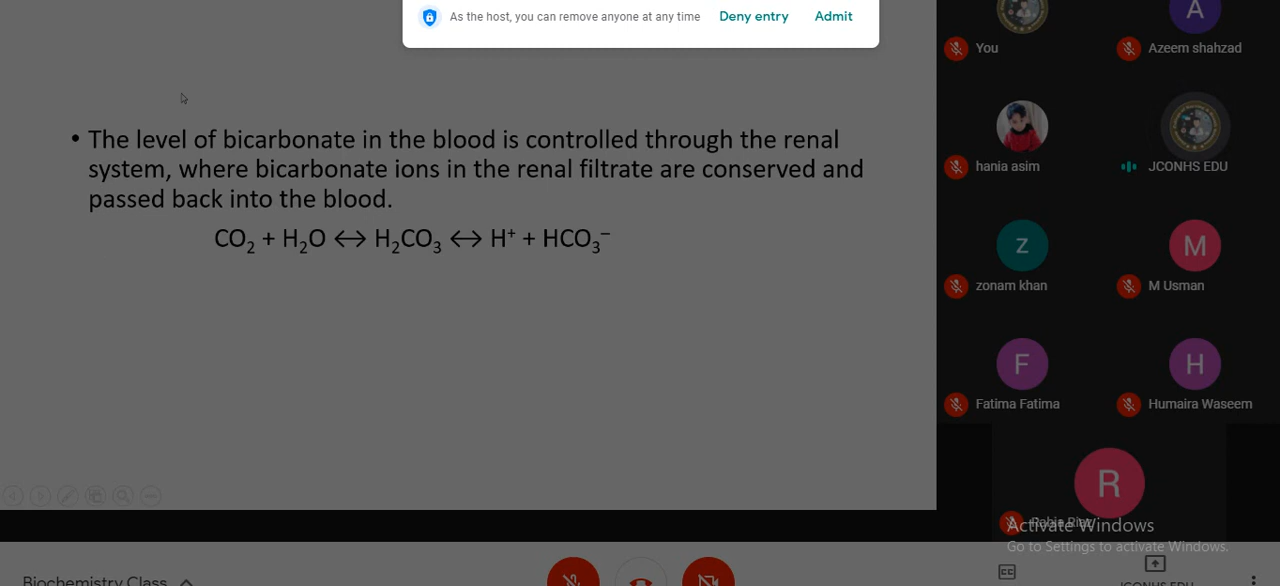 As the host, you can remove anyone at any time Deny entry Admit
• The level of bicarbonate in the blood is controlled through the renal
system, where bicarbonate ions in the renal filtrate are conserved and
passed back into the blood.
CO₂ + H₂O ↔ H₂CO₃ ↔ H⁺ + HCO₃⁻
A
You
Azeem shahzad
hania asim
JCONHS EDU
z
M
zonam khan
M Usman
F
H
Fatima Fatima
Humaira Waseem
R
Activate Windows
Go to Settings to activate Windows.
Biochemistry Class
CC
JCONHS EDU